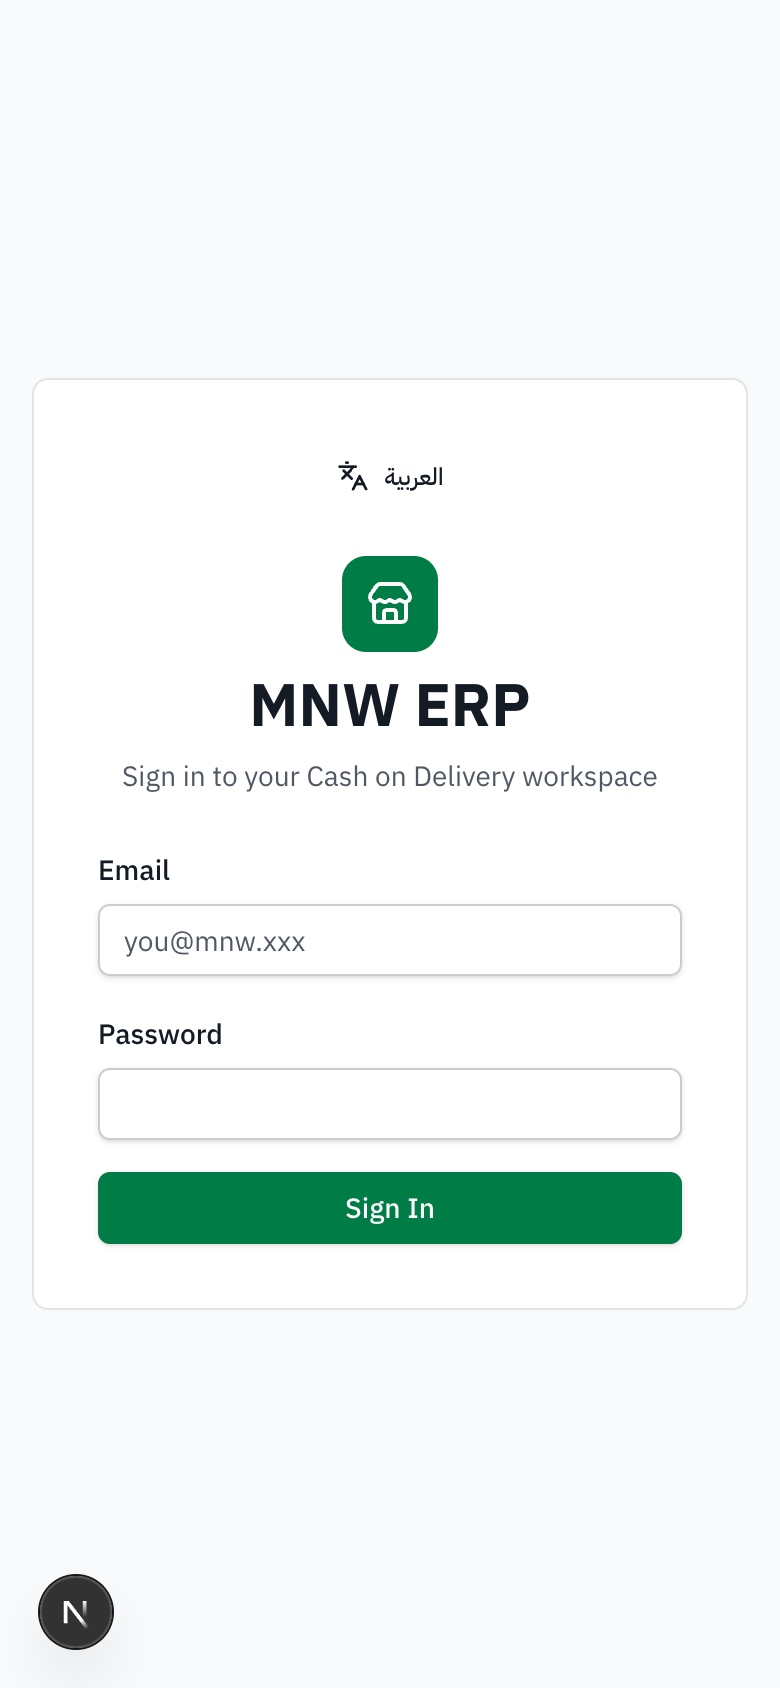 العربية
MNW ERP
Sign in to your Cash on Delivery workspace
Email
you@mnw.xxx
Password
Sign In
N